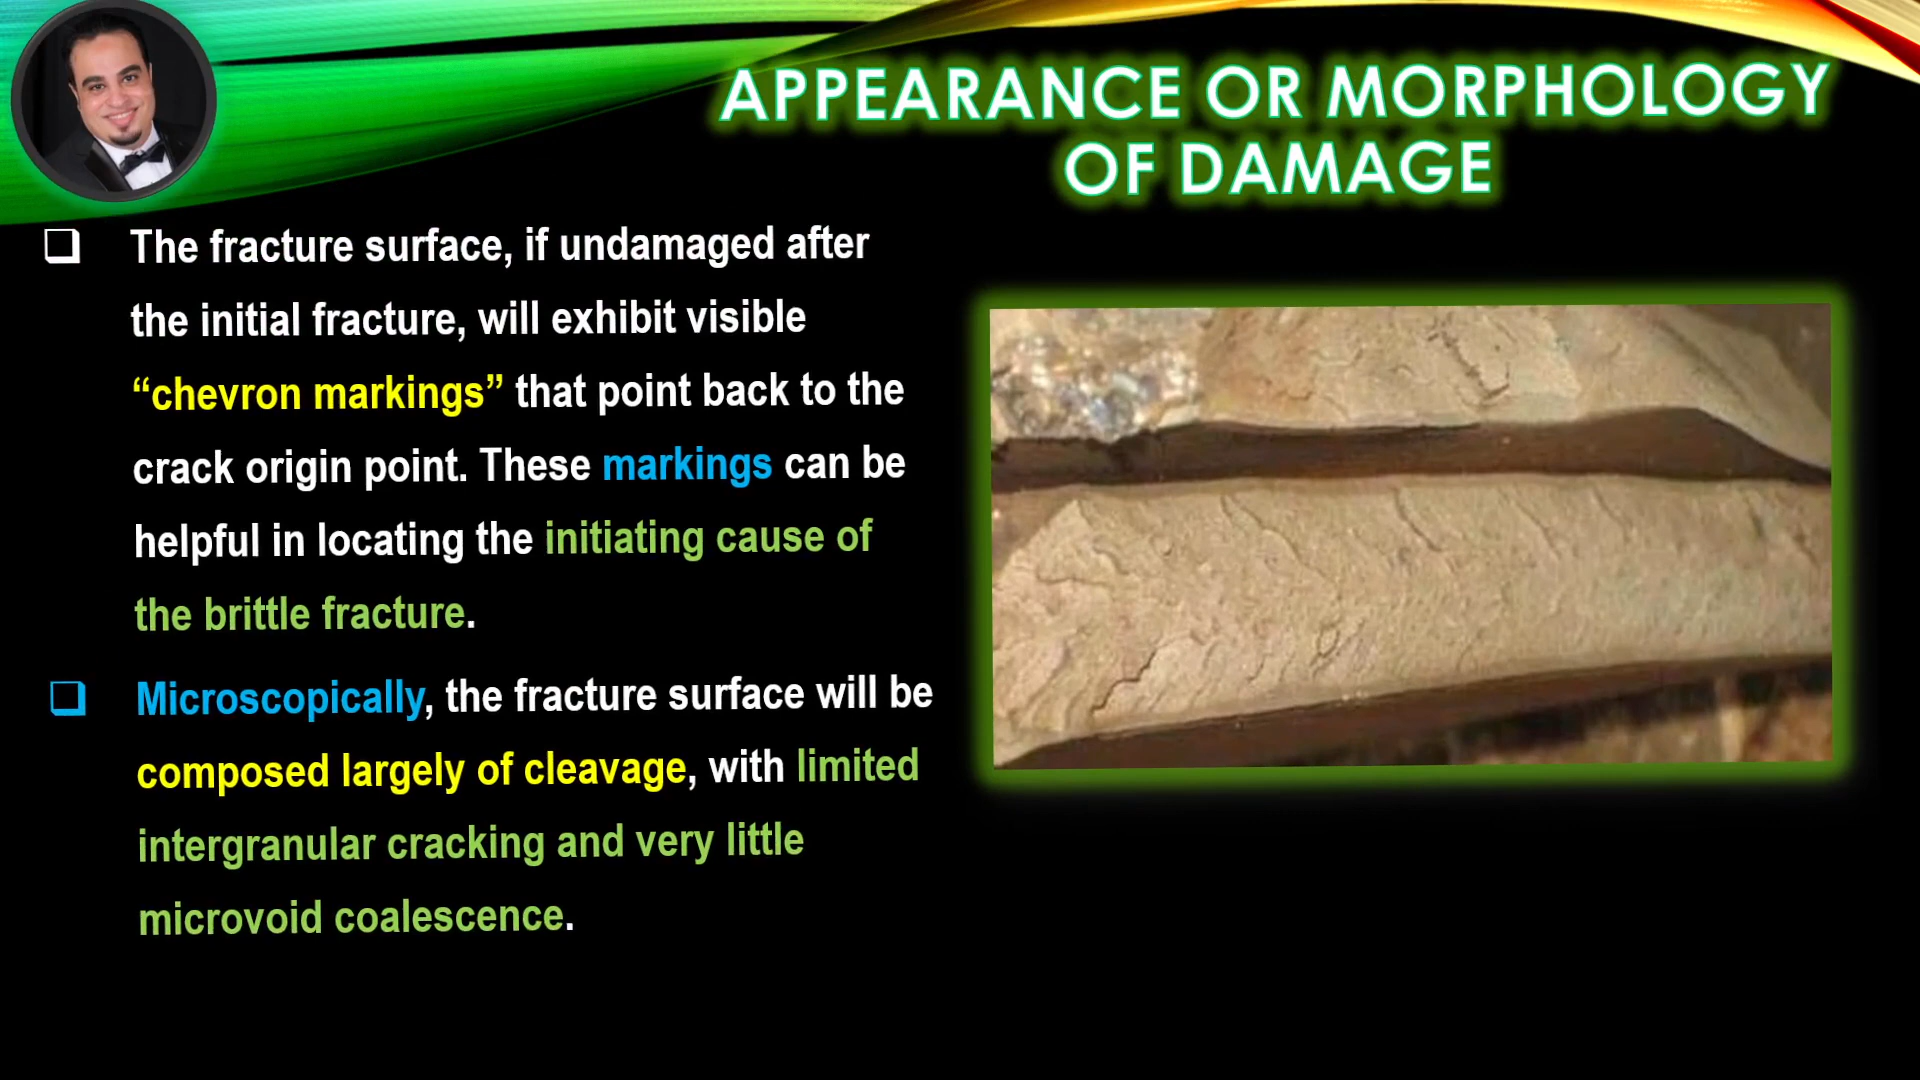 APPEARANCE OR MORPHOLOGY
OF DAMAGE
The fracture surface, if undamaged after
the initial fracture, will exhibit visible
“chevron markings” that point back to the
crack origin point. These markings can be
helpful in locating the initiating cause of
the brittle fracture.
Microscopically, the fracture surface will be
composed largely of cleavage, with limited
intergranular cracking and very little
microvoid coalescence.